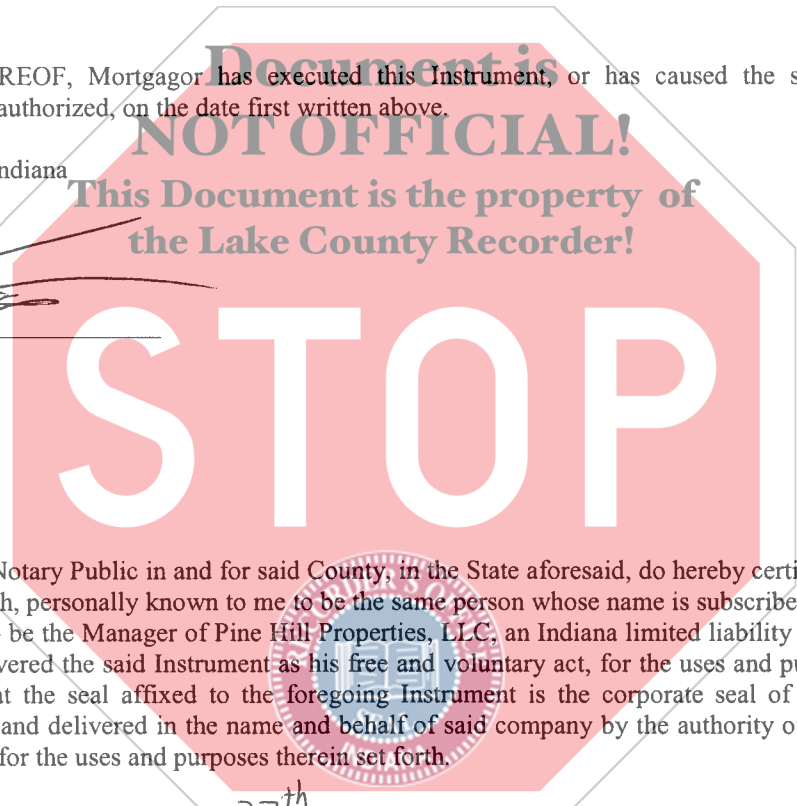 Document is
REOF, Mortgagor has executed this Instrument, or has caused the s
authorized, on the date first written above.
NOT OFFICIAL!
ndiana
This Document is the property of
the Lake County Recorder!
STOP
Notary Public in and for said County, in the State aforesaid, do hereby certi
h, personally known to me to be the same person whose name is subscribe
be the Manager of Pine Hill Properties, LLC, an Indiana limited liability
vered the said Instrument as his free and voluntary act, for the uses and pu
at the seal affixed to the foregoing Instrument is the corporate seal of
and delivered in the name and behalf of said company by the authority o
for the uses and purposes therein set forth.
RECORDER'S OFFICE
INDIANA